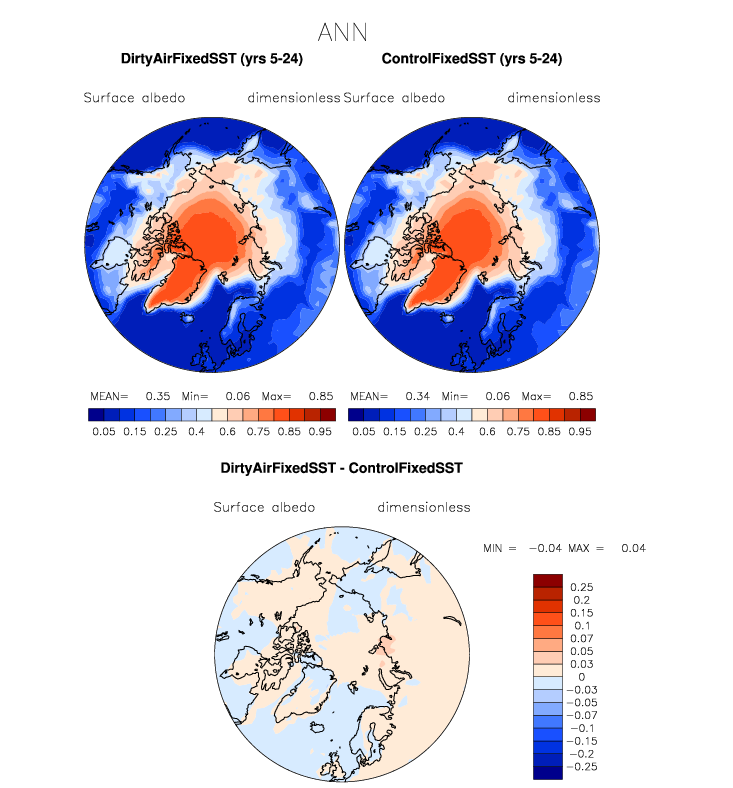 ANN
DirtyAirFixedSST (yrs 5-24) ControlFixedSST (yrs 5-24)
Surface albedo dimensionless Surface albedo dimensionless
MEAN= 0.35 Min= 0.06 Max= 0.85 MEAN= 0.34 Min= 0.06 Max= 0.85
0.05 0.15 0.25 0.4 0.6 0.75 0.85 0.95 0.05 0.15 0.25 0.4 0.6 0.75 0.85 0.95
DirtyAirFixedSST - ControlFixedSST
Surface albedo dimensionless
MIN = −0.04 MAX = 0.04
0.25
0.2
0.15
0.1
0.07
0.05
0.03
0
−0.03
−0.05
−0.07
−0.1
−0.15
−0.2
−0.25